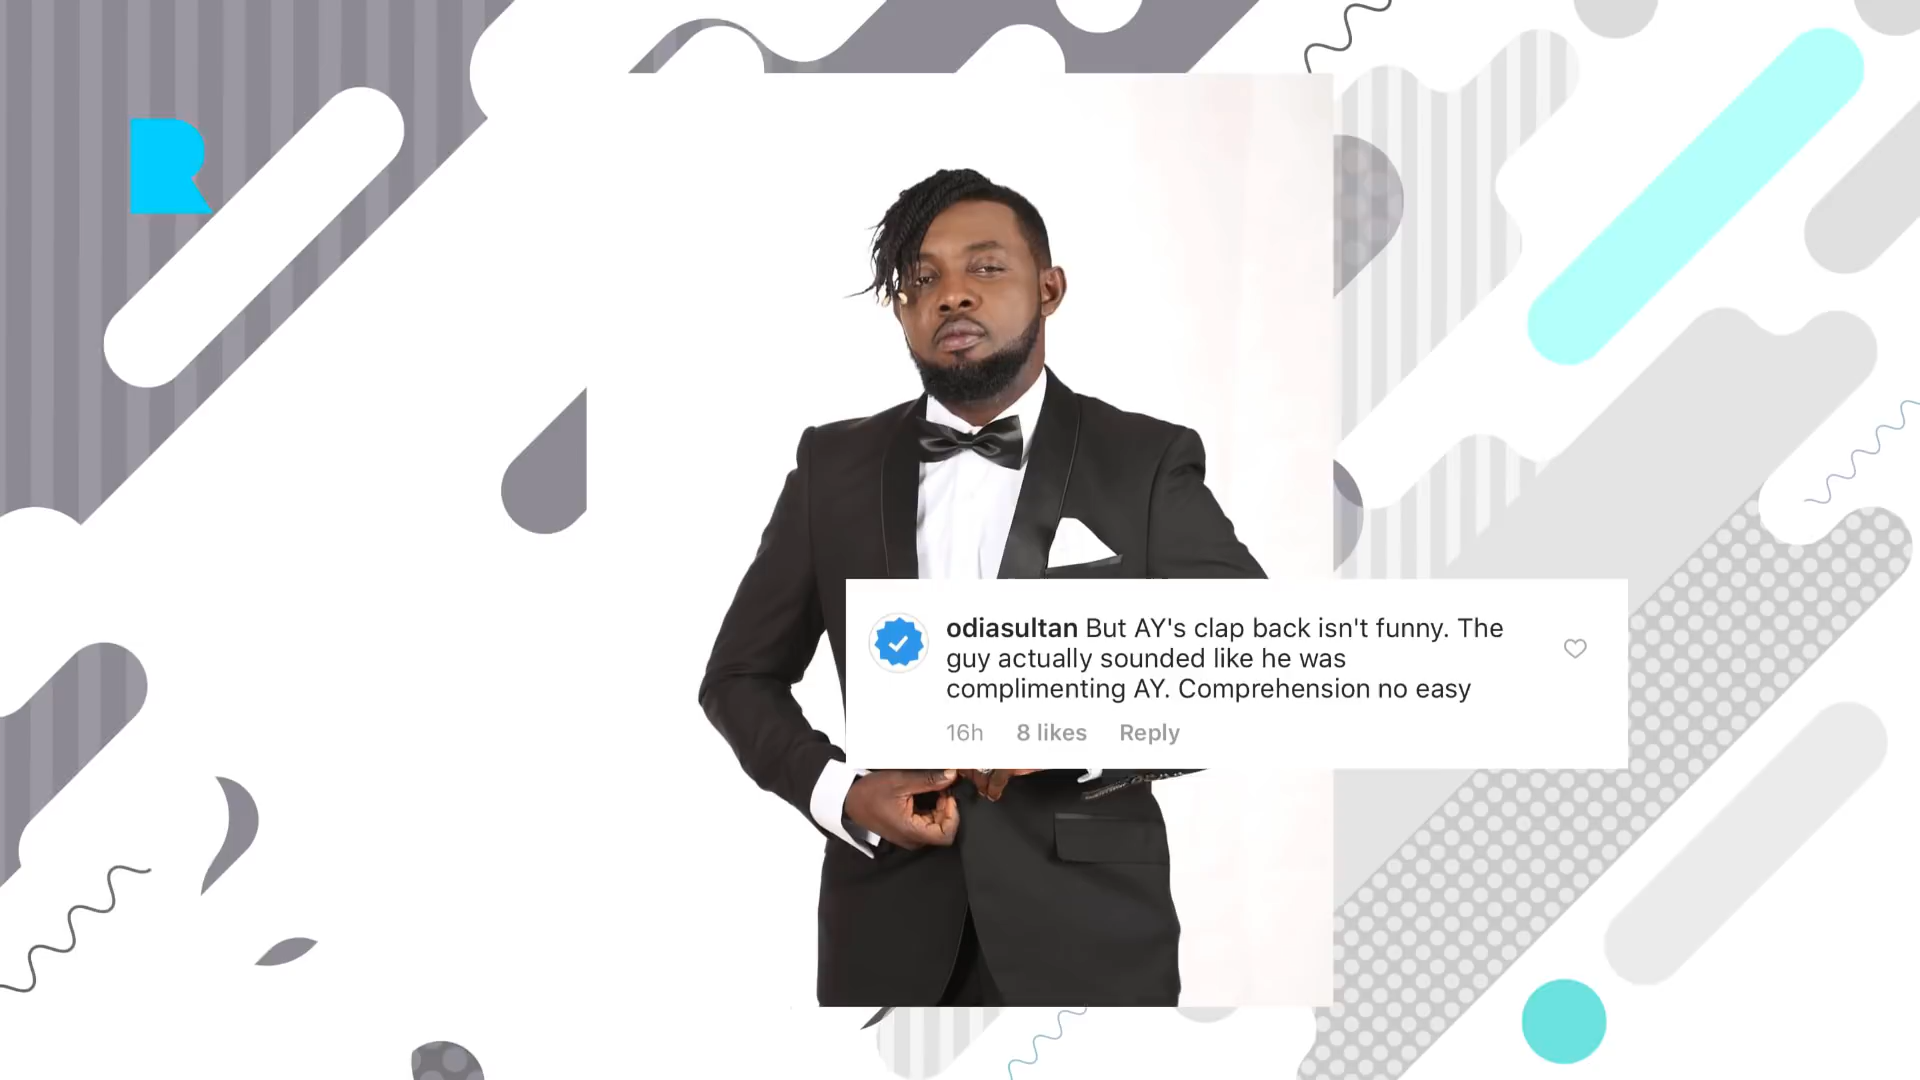 R
odiasultan But AY's clap back isn't funny. The
guy actually sounded like he was
complimenting AY. Comprehension no easy
16h 8 likes Reply